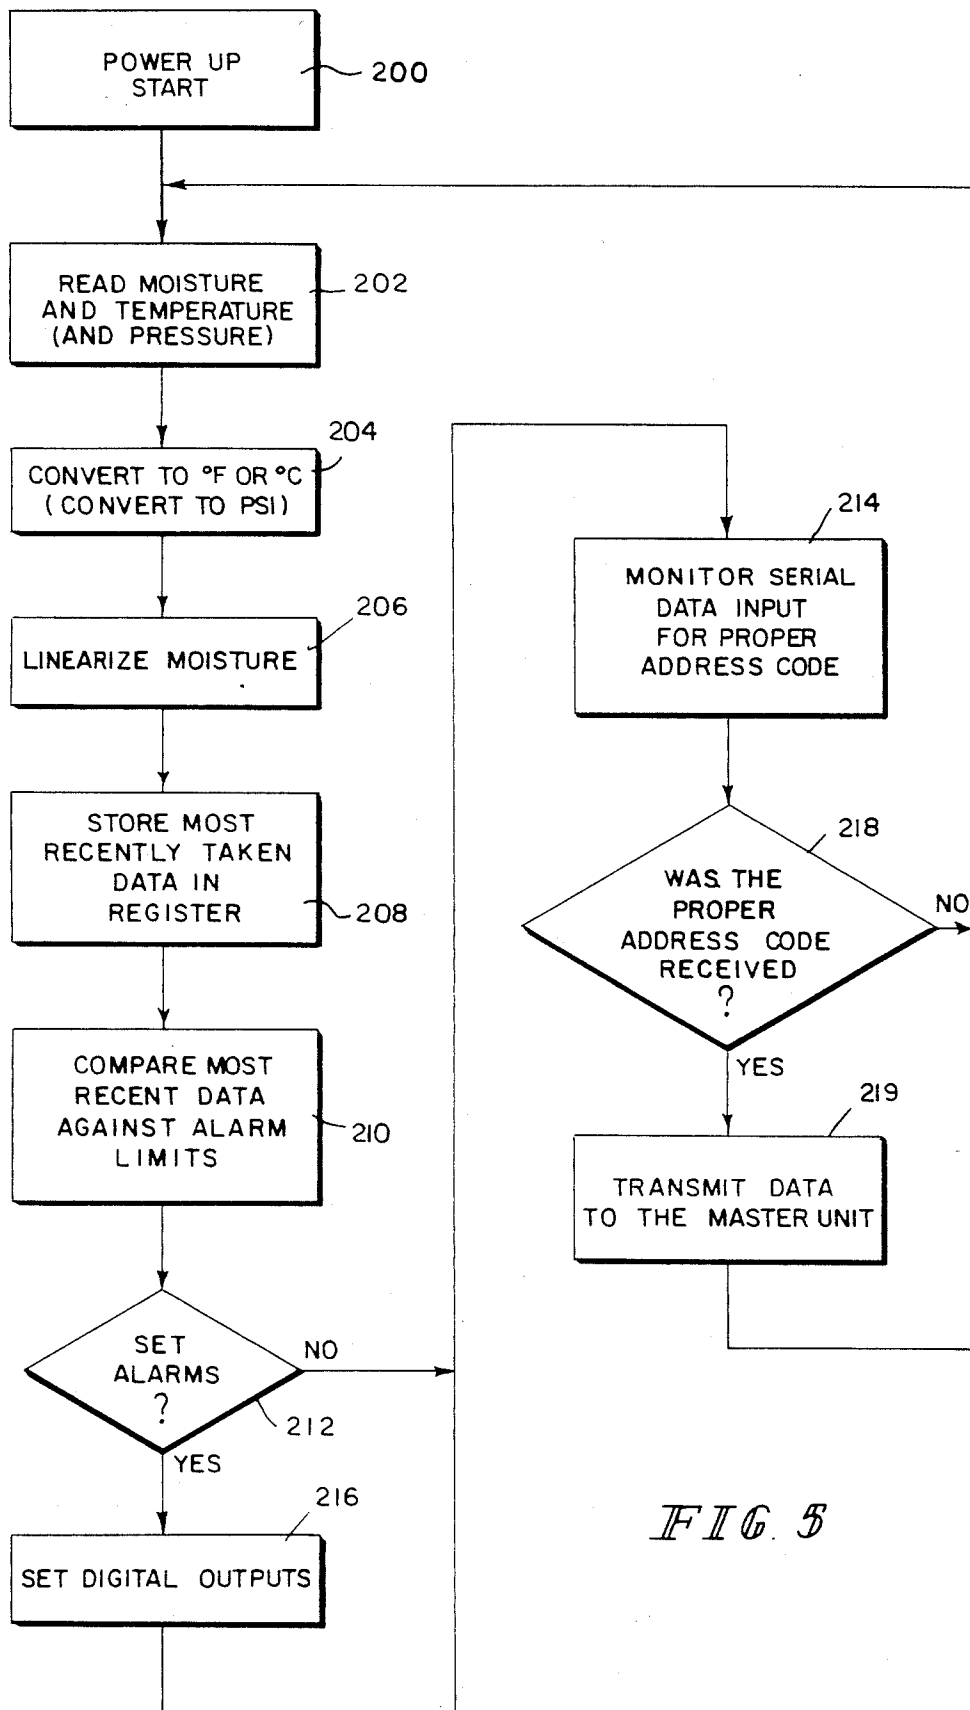 POWER UP
START
200
READ MOISTURE
AND TEMPERATURE
(AND PRESSURE)
202
204
CONVERT TO °F OR °C
(CONVERT TO PSI)
206
LINEARIZE MOISTURE
STORE MOST
RECENTLY TAKEN
DATA IN
REGISTER
208
COMPARE MOST
RECENT DATA
AGAINST ALARM
LIMITS
210
SET
ALARMS
?
NO
212
YES
216
SET DIGITAL OUTPUTS
214
MONITOR SERIAL
DATA INPUT
FOR PROPER
ADDRESS CODE
218
WAS THE
PROPER
ADDRESS CODE
RECEIVED
?
NO
YES
219
TRANSMIT DATA
TO THE MASTER UNIT
FIG. 5